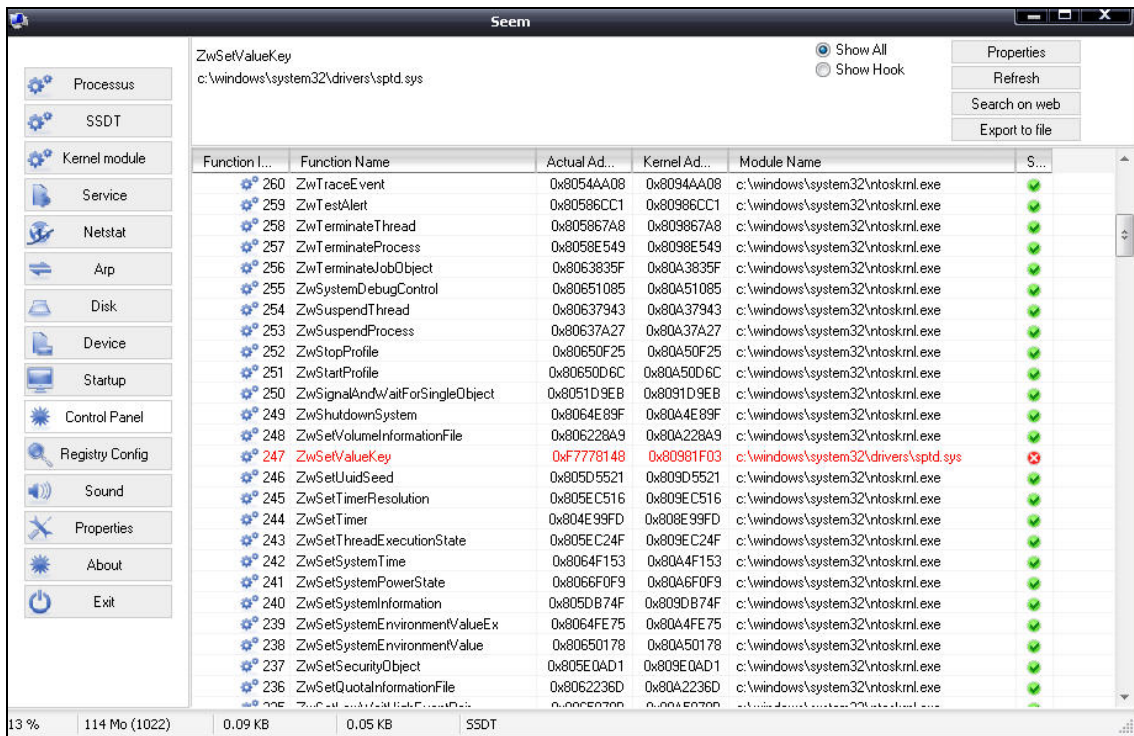 Seem
ZwSetValueKey
c:\windows\system32\drivers\sptd.sys
Show All
Show Hook
Properties
Refresh
Search on web
Export to file
Processus
SSDT
Kernel module
Service
Netstat
Arp
Disk
Device
Startup
Control Panel
Registry Config
Sound
Properties
About
Exit
Function I... Function Name Actual Ad... Kernel Ad... Module Name S...
260 ZwTraceEvent 0x8054AA08 0x8094AA08 c:\windows\system32\ntoskrnl.exe
259 ZwTestAlert 0x80586CC1 0x80986CC1 c:\windows\system32\ntoskrnl.exe
258 ZwTerminateThread 0x805867A8 0x809867A8 c:\windows\system32\ntoskrnl.exe
257 ZwTerminateProcess 0x8058E549 0x8098E549 c:\windows\system32\ntoskrnl.exe
256 ZwTerminateJobObject 0x8063835F 0x80A3835F c:\windows\system32\ntoskrnl.exe
255 ZwSystemDebugControl 0x80651085 0x80A51085 c:\windows\system32\ntoskrnl.exe
254 ZwSuspendThread 0x80637943 0x80A37943 c:\windows\system32\ntoskrnl.exe
253 ZwSuspendProcess 0x80637A27 0x80A37A27 c:\windows\system32\ntoskrnl.exe
252 ZwStopProfile 0x80650F25 0x80A50F25 c:\windows\system32\ntoskrnl.exe
251 ZwStartProfile 0x80650D6C 0x80A50D6C c:\windows\system32\ntoskrnl.exe
250 ZwSignalAndWaitForSingleObject 0x8051D9EB 0x8091D9EB c:\windows\system32\ntoskrnl.exe
249 ZwShutdownSystem 0x8064E89F 0x80A4E89F c:\windows\system32\ntoskrnl.exe
248 ZwSetVolumeInformationFile 0x806228A9 0x80A228A9 c:\windows\system32\ntoskrnl.exe
247 ZwSetValueKey 0xF7778148 0x80981F03 c:\windows\system32\drivers\sptd.sys
246 ZwSetUuidSeed 0x805D5521 0x809D5521 c:\windows\system32\ntoskrnl.exe
245 ZwSetTimerResolution 0x805EC516 0x809EC516 c:\windows\system32\ntoskrnl.exe
244 ZwSetTimer 0x804E99FD 0x808E99FD c:\windows\system32\ntoskrnl.exe
243 ZwSetThreadExecutionState 0x805EC24F 0x809EC24F c:\windows\system32\ntoskrnl.exe
242 ZwSetSystemTime 0x8064F153 0x80A4F153 c:\windows\system32\ntoskrnl.exe
241 ZwSetSystemPowerState 0x8066F0F9 0x80A6F0F9 c:\windows\system32\ntoskrnl.exe
240 ZwSetSystemInformation 0x805DB74F 0x809DB74F c:\windows\system32\ntoskrnl.exe
239 ZwSetSystemEnvironmentValueEx 0x8064FE75 0x80A4FE75 c:\windows\system32\ntoskrnl.exe
238 ZwSetSystemEnvironmentValue 0x80650178 0x80A50178 c:\windows\system32\ntoskrnl.exe
237 ZwSetSecurityObject 0x805E0AD1 0x809E0AD1 c:\windows\system32\ntoskrnl.exe
236 ZwSetQuotaInformationFile 0x8062236D 0x80A2236D c:\windows\system32\ntoskrnl.exe
13 % 114 Mo (1022) 0.09 KB 0.05 KB SSDT